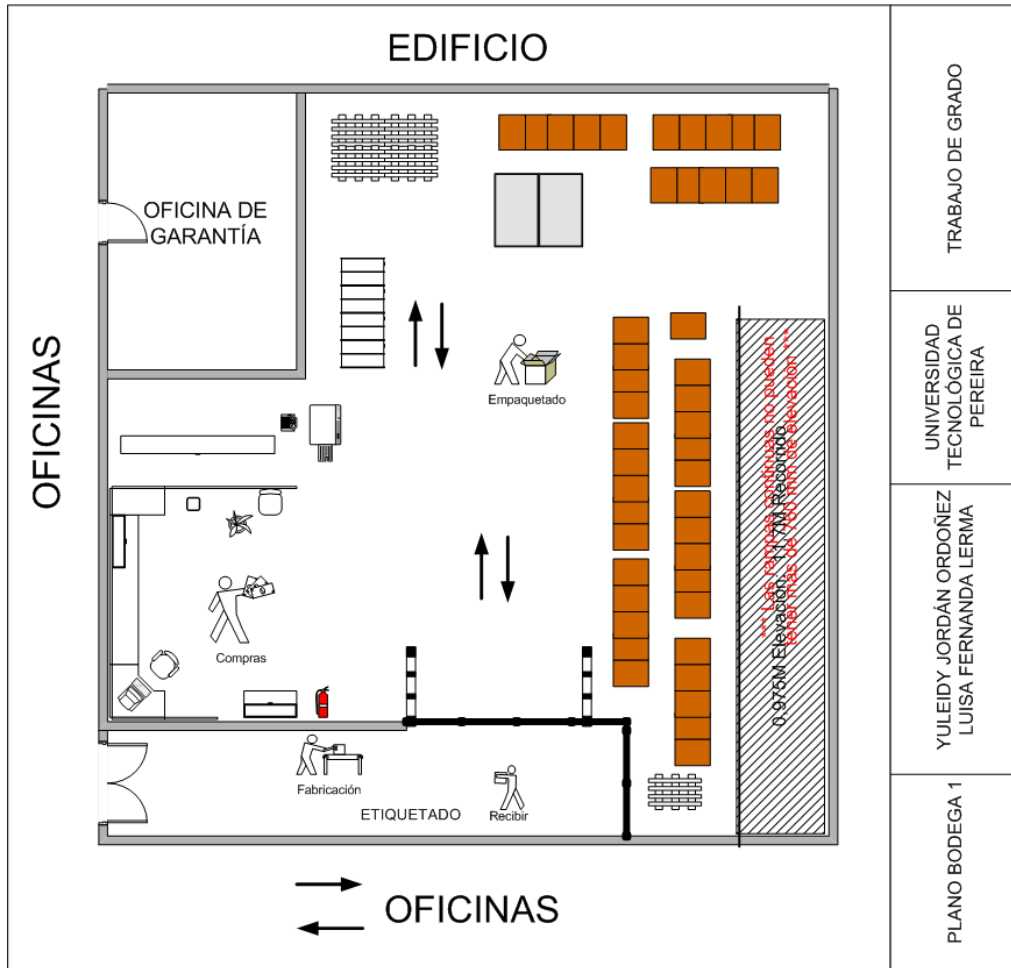 EDIFICIO
OFICINA DE
GARANTÍA
OFICINAS
Empaquetado
Compras
Fabricación
ETIQUETADO
Recibir
OFICINAS
*** Las rampas continuas no pueden
tener más de 760 mm de elevación ***
0,975M Elevación, 11,7M Recorrido
TRABAJO DE GRADO
UNIVERSIDAD
TECNOLÓGICA DE
PEREIRA
YULEIDY JORDÁN ORDOÑEZ
LUISA FERNANDA LERMA
PLANO BODEGA 1